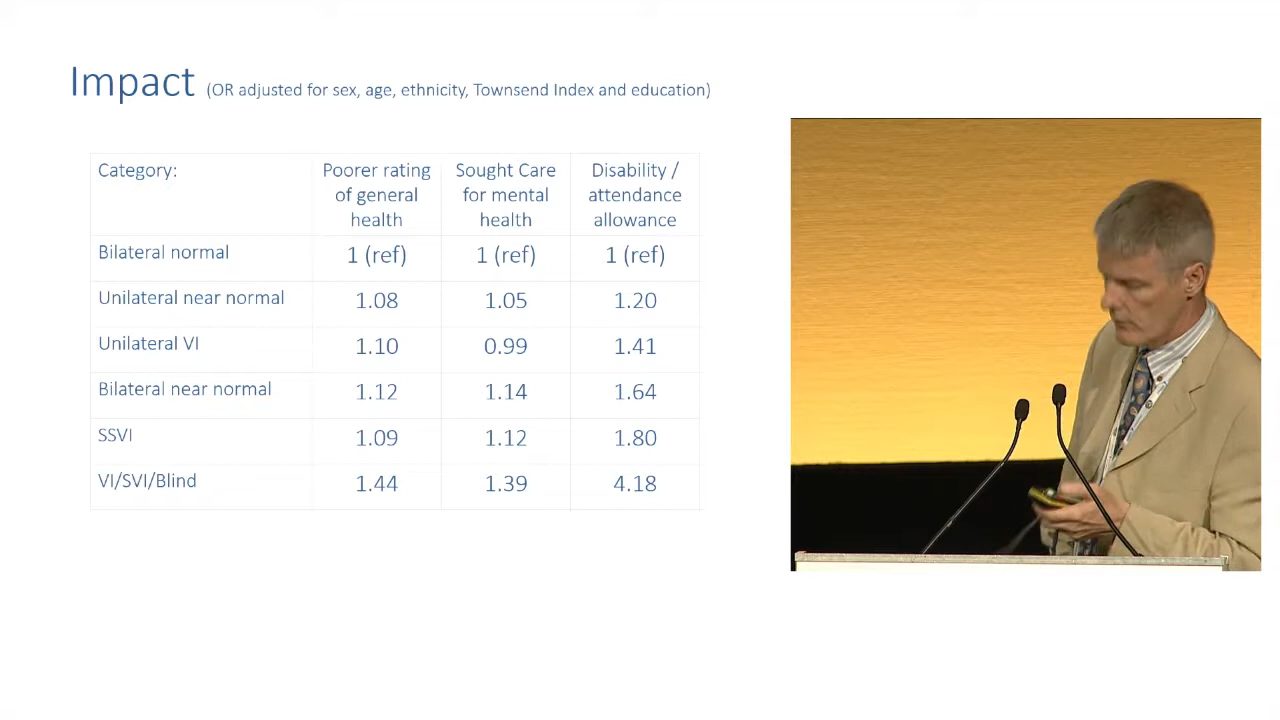 Impact (OR adjusted for sex, age, ethnicity, Townsend Index and education)
Category: Poorer rating of general health Sought Care for mental health Disability / attendance allowance
Bilateral normal 1 (ref) 1 (ref) 1 (ref)
Unilateral near normal 1.08 1.05 1.20
Unilateral VI 1.10 0.99 1.41
Bilateral near normal 1.12 1.14 1.64
SSVI 1.09 1.12 1.80
VI/SVI/Blind 1.44 1.39 4.18